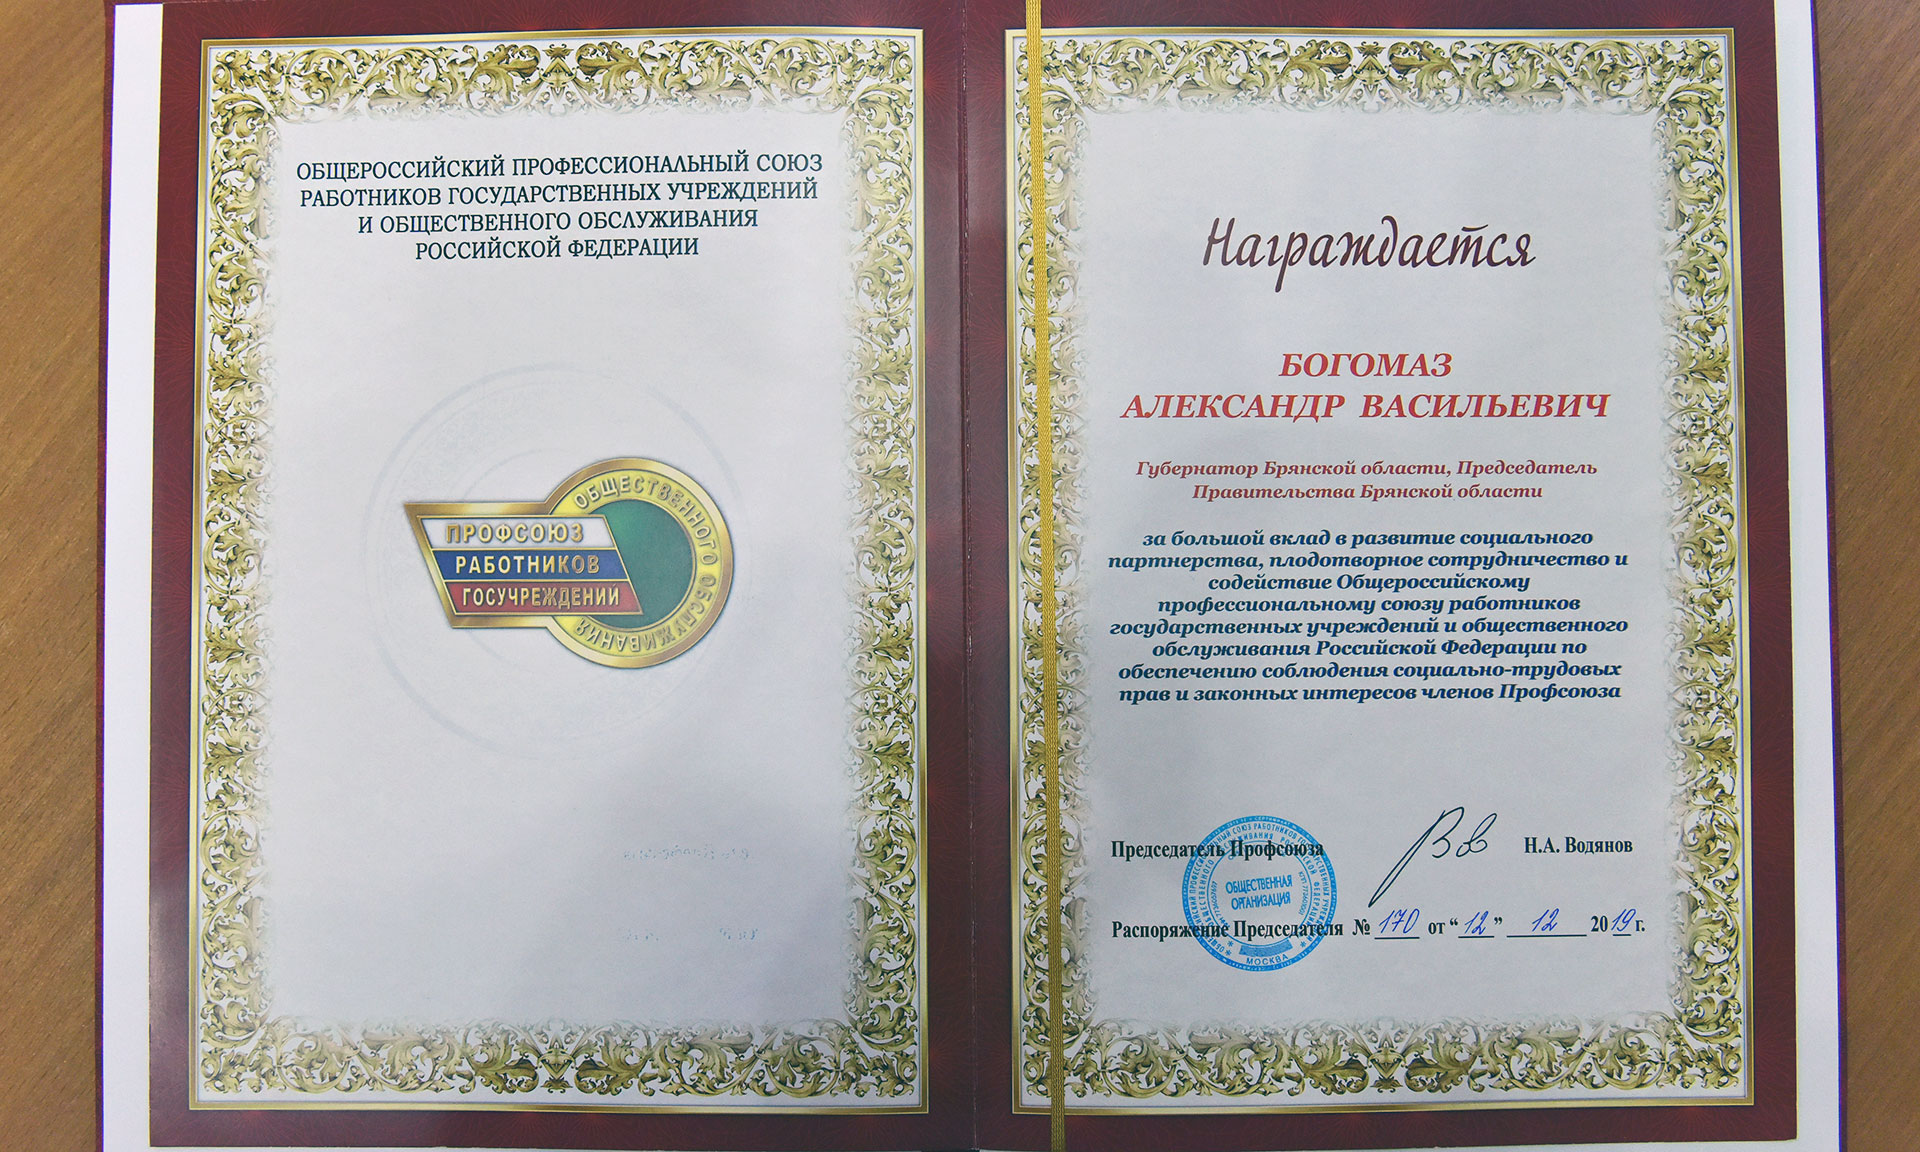 ОБЩЕРОССИЙСКИЙ ПРОФЕССИОНАЛЬНЫЙ СОЮЗ
РАБОТНИКОВ ГОСУДАРСТВЕННЫХ УЧРЕЖДЕНИЙ
И ОБЩЕСТВЕННОГО ОБСЛУЖИВАНИЯ
РОССИЙСКОЙ ФЕДЕРАЦИИ
ПРОФСОЮЗ
РАБОТНИКОВ
ГОСУЧРЕЖДЕНИЙ
ОБЩЕСТВЕННОГО ОБСЛУЖИВАНИЯ
Награждается
БОГОМАЗ
АЛЕКСАНДР ВАСИЛЬЕВИЧ
Губернатор Брянской области, Председатель
Правительства Брянской области
за большой вклад в развитие социального
партнерства, плодотворное сотрудничество и
содействие Общероссийскому
профессиональному союзу работников
государственных учреждений и общественного
обслуживания Российской Федерации по
обеспечению соблюдения социально-трудовых
прав и законных интересов членов Профсоюза
Председатель Профсоюза Н.А. Водянов
ОБЩЕСТВЕННАЯ
ОРГАНИЗАЦИЯ
МОСКВА
Распоряжение Председателя № 170 от “12” 12 2019 г.